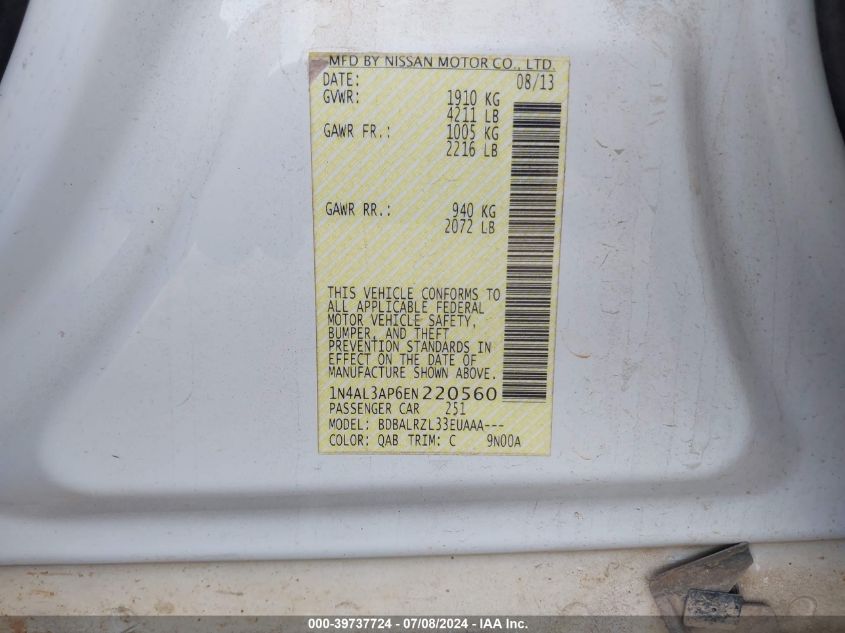 MFD BY NISSAN MOTOR CO., LTD.
DATE: 08/13
GVWR: 1910 KG
4211 LB
GAWR FR.: 1005 KG
2216 LB
GAWR RR.: 940 KG
2072 LB
THIS VEHICLE CONFORMS TO
ALL APPLICABLE FEDERAL
MOTOR VEHICLE SAFETY,
BUMPER, AND THEFT
PREVENTION STANDARDS IN
EFFECT ON THE DATE OF
MANUFACTURE SHOWN ABOVE.
1N4AL3AP6EN220560
PASSENGER CAR 251
MODEL: BDBALRZL33EUAAA---
COLOR: QAB TRIM: C 9N00A
000-39737724 - 07/08/2024 - IAA Inc.